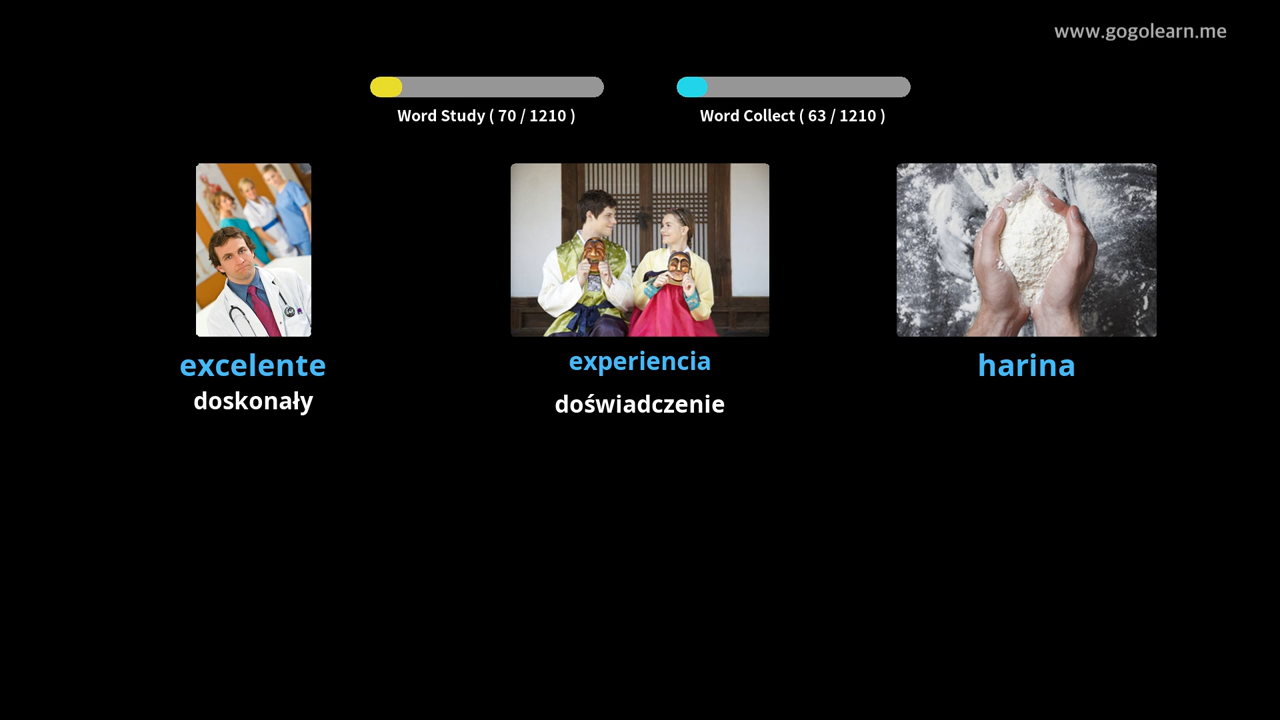 www.gogolearn.me
Word Study ( 70 / 1210 )
Word Collect ( 63 / 1210 )
excelente
doskonały
experiencia
doświadczenie
harina